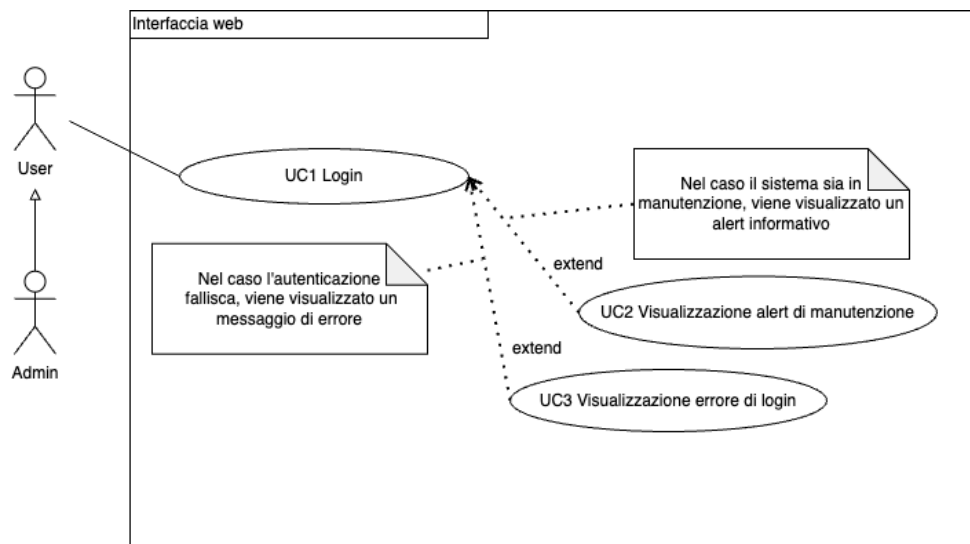 Interfaccia web
User
UC1 Login
Nel caso il sistema sia in
manutenzione, viene visualizzato un
alert informativo
Nel caso l'autenticazione
fallisca, viene visualizzato un
messaggio di errore
extend
UC2 Visualizzazione alert di manutenzione
extend
Admin
UC3 Visualizzazione errore di login